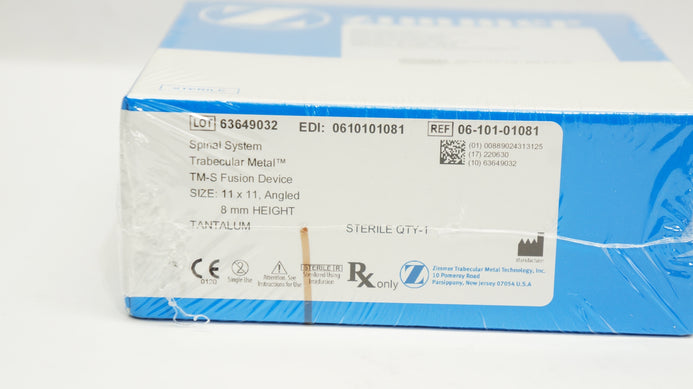 zimmer
STERILE
LOT 63649032 EDI: 0610101081 REF 06-101-01081
(01) 00889024313125
(17) 220630
(10) 63649032
Spinal System
Trabecular Metal™
TM-S Fusion Device
SIZE: 11 x 11, Angled
8 mm HEIGHT
TANTALUM STERILE QTY-1
Manufacturer
CE 0120
Single Use
Attention, See Instructions for Use
STERILE R
Sterilized Using Irradiation
Rx only
Z
Zimmer Trabecular Metal Technology, Inc.
10 Pomeroy Road
Parsippany, New Jersey 07054 U.S.A